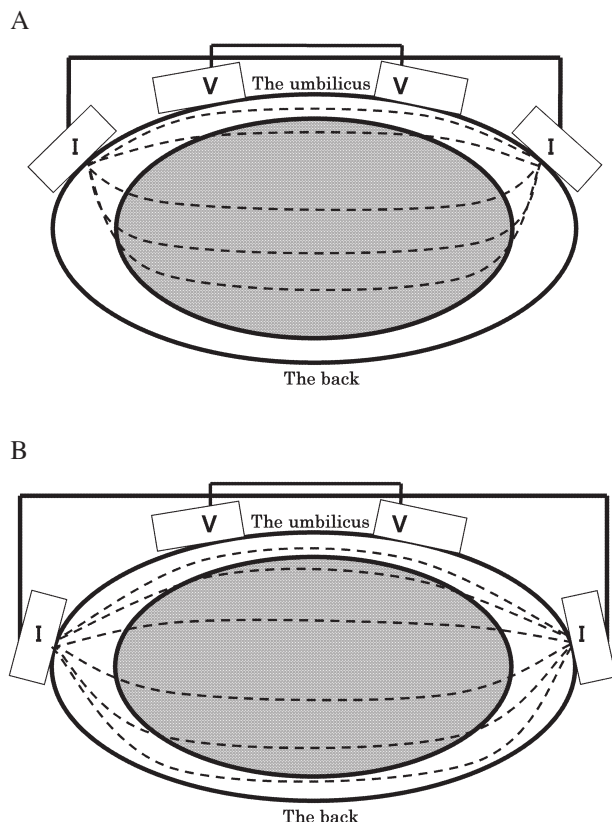 A
V The umbilicus V
I I
The back
B
V The umbilicus V
I I
The back